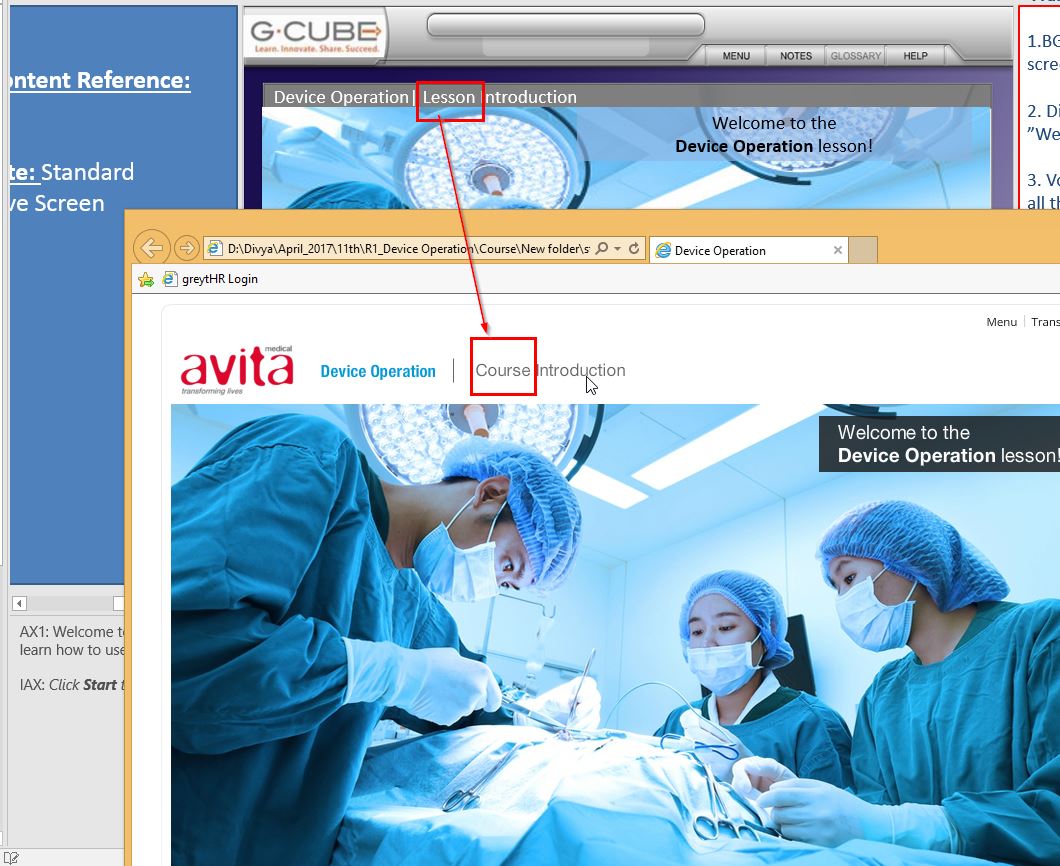 ontent Reference:
te: Standard
ve Screen
G-CUBE
Learn. Innovate. Share. Succeed.
MENU NOTES GLOSSARY HELP
Device Operation| Lesson Introduction
Welcome to the
Device Operation lesson!
1.BG
scree
2. Di
"We
3. Vo
all th
D:\Divya\April_2017\11th\R1_Device Operation\Course\New folder\s
Device Operation
greytHR Login
Menu Trans
avita medical
transforming lives
Device Operation | Course Introduction
Welcome to the
Device Operation lesson!
AX1: Welcome to
learn how to use
IAX: Click Start t